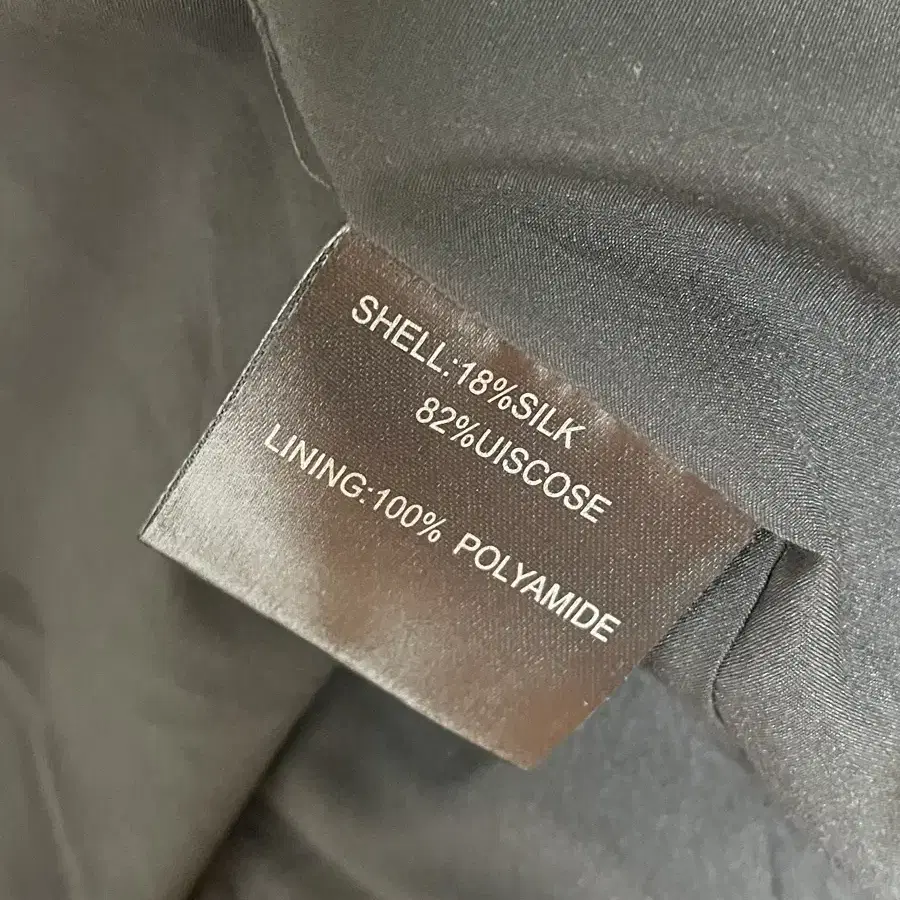 SHELL:18%SILK
82%UISCOSE
LINING:100% POLYAMIDE